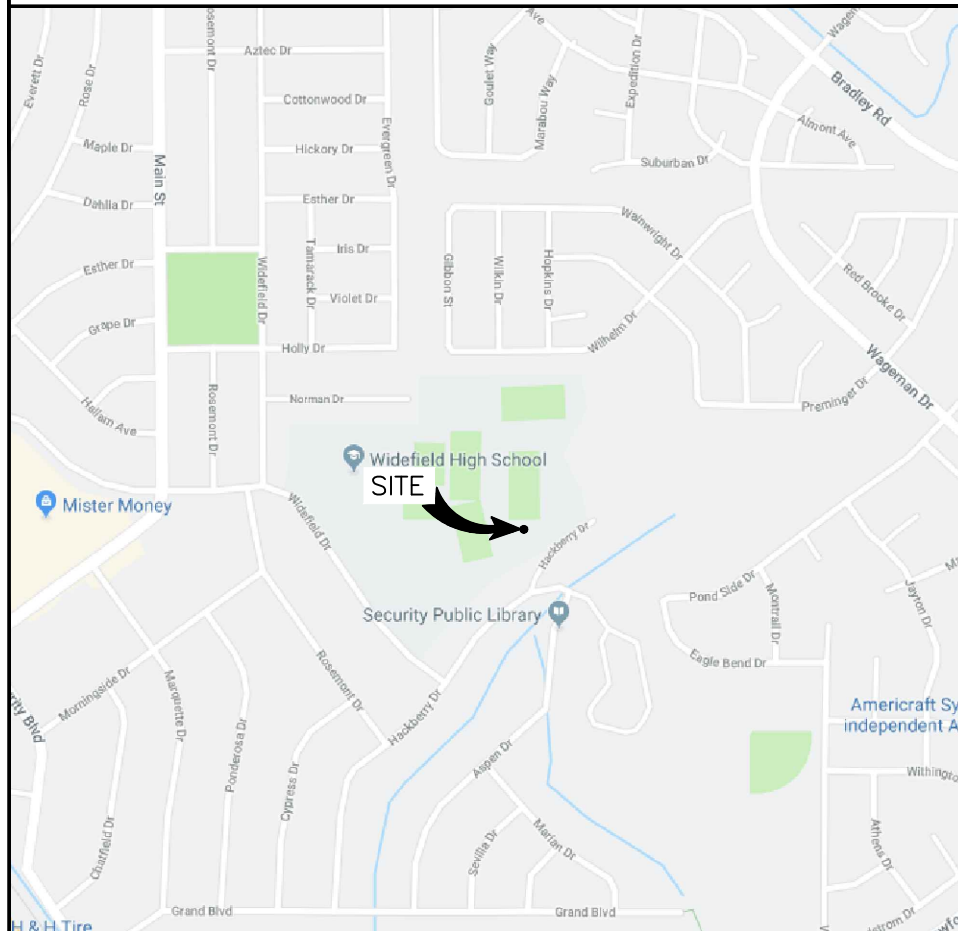 Ave
Aztec Dr
Everett Dr
Rose Dr
Cottonwood Dr
Goulet Way
Marabou Way
Expedition Dr
Bradley Rd
Almont Ave
Maple Dr
Main St
Hickory Dr
Evergreen Dr
Suburban Dr
Dahlia Dr
Esther Dr
Wainwright Dr
Esther Dr
Widefield Dr
Tamarack Dr
Iris Dr
Gibbon St
Wilkin Dr
Hopkins Dr
Red Brooke Dr
Violet Dr
Grape Dr
Holly Dr
Wilhelm Dr
Wageman Dr
Hallam Ave
Rosemont Dr
Norman Dr
Preminger Dr
Widefield High School
SITE
Mister Money
Widefield Dr
Hackberry Dr
Pond Side Dr
Montrail Dr
Jayton Dr
Security Public Library
Eagle Bend Dr
Morningside Dr
Marquette Dr
Rosemont Dr
Hackberry Dr
Americraft Sy
independent A
Ponderosa Dr
Cypress Dr
Aspen Dr
Chatfield Dr
Sevilla Dr
Marian Dr
Athens Dr
Grand Blvd
Grand Blvd
H & H Tire